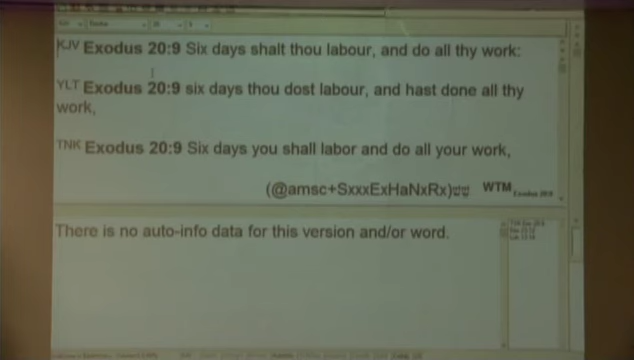 KJV Exodus 20:9 Six days shalt thou labour, and do all thy work:
YLT Exodus 20:9 six days thou dost labour, and hast done all thy
work,
TNK Exodus 20:9 Six days you shall labor and do all your work,
(@amsc+SxxxExHaNxRx) WTM Exodus 20:9
There is no auto-info data for this version and/or word.